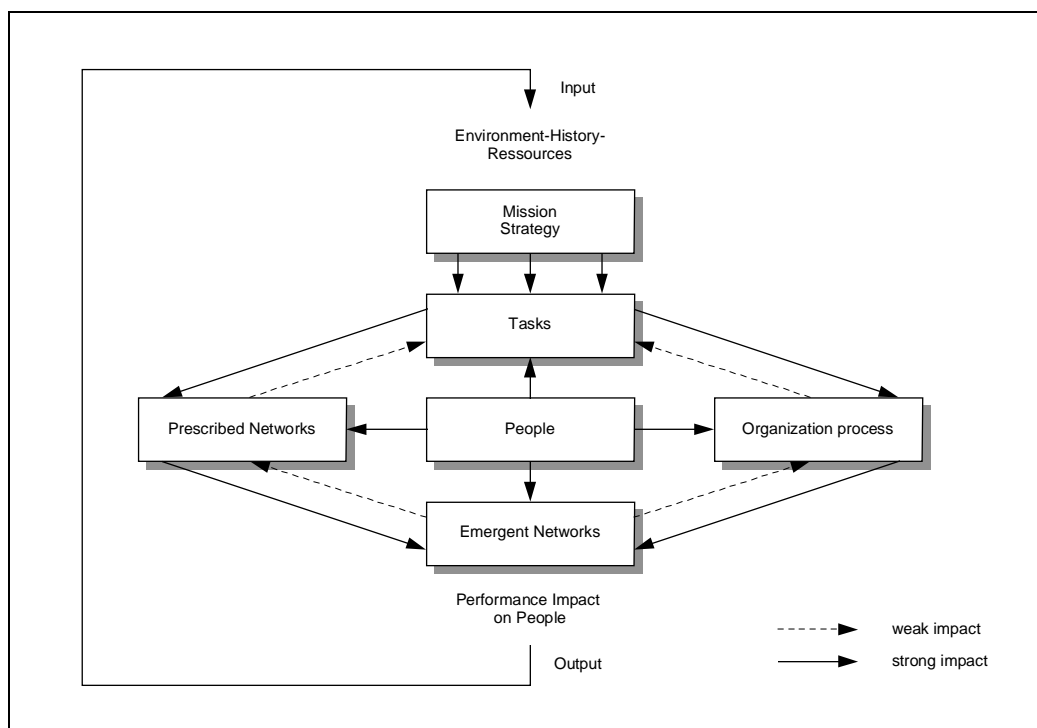 Input
Environment-History-
Ressources
Mission
Strategy
Tasks
Prescribed Networks
People
Organization process
Emergent Networks
Performance Impact
on People
Output
weak impact
strong impact